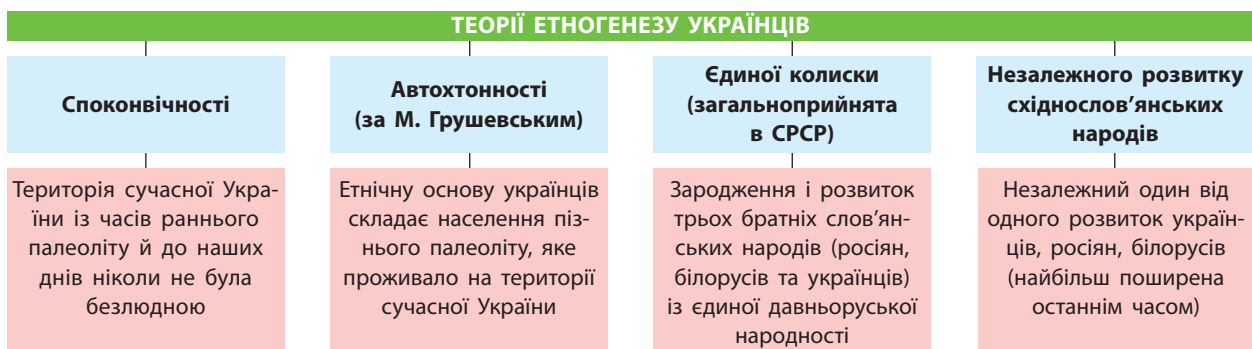 ТЕОРІЇ ЕТНОГЕНЕЗУ УКРАЇНЦІВ
Споконвічності
Територія сучасної Укра-
їни із часів раннього
палеоліту й до наших
днів ніколи не була
безлюдною
Автохтонності
(за М. Грушевським)
Етнічну основу українців
складає населення піз-
нього палеоліту, яке
проживало на території
сучасної України
Єдиної колиски
(загальноприйнята
в СРСР)
Зародження і розвиток
трьох братніх слов’ян-
ських народів (росіян,
білорусів та українців)
із єдиної давньоруської
народності
Незалежного розвитку
східнослов’янських
народів
Незалежний один від
одного розвиток україн-
ців, росіян, білорусів
(найбільш поширена
останнім часом)